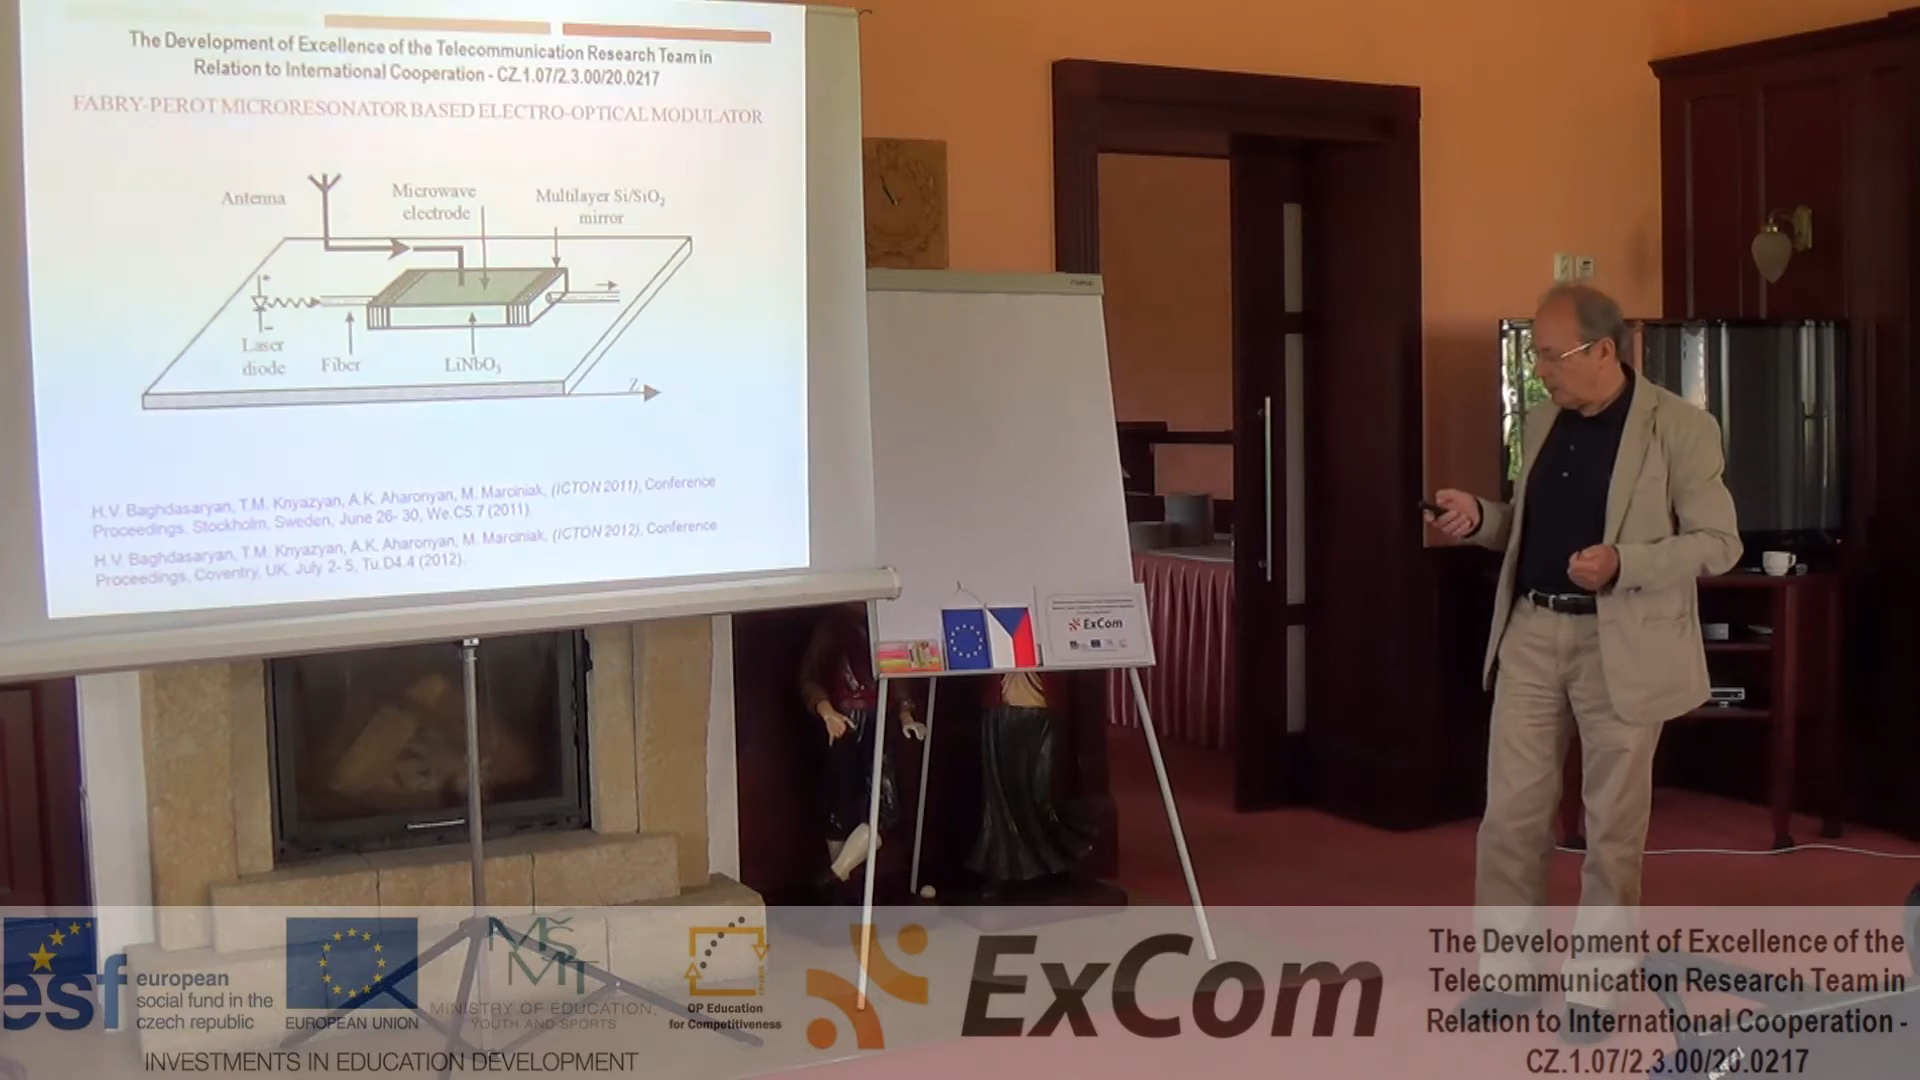 The Development of Excellence of the Telecommunication Research Team in
Relation to International Cooperation - CZ.1.07/2.3.00/20.0217
FABRY-PEROT MICRORESONATOR BASED ELECTRO-OPTICAL MODULATOR
Antenna
Microwave
electrode
Multilayer Si/SiO₂
mirror
Laser
diode
Fiber
LiNbO₃
Z
H.V. Baghdasaryan, T.M. Knyazyan, A.K. Aharonyan, M. Marciniak, (ICTON 2011), Conference
Proceedings, Stockholm, Sweden, June 26- 30, We.C5.7 (2011)
H.V. Baghdasaryan, T.M. Knyazyan, A.K. Aharonyan, M. Marciniak, (ICTON 2012), Conference
Proceedings, Coventry, UK, July 2- 5, Tu.D4.4 (2012).
ExCom
esf
european
social fund in the
czech republic
EUROPEAN UNION
MŠ
MT
MINISTRY OF EDUCATION,
YOUTH AND SPORTS
OP Education
for Competitiveness
INVESTMENTS IN EDUCATION DEVELOPMENT
ExCom
The Development of Excellence of the
Telecommunication Research Team in
Relation to International Cooperation -
CZ.1.07/2.3.00/20.0217